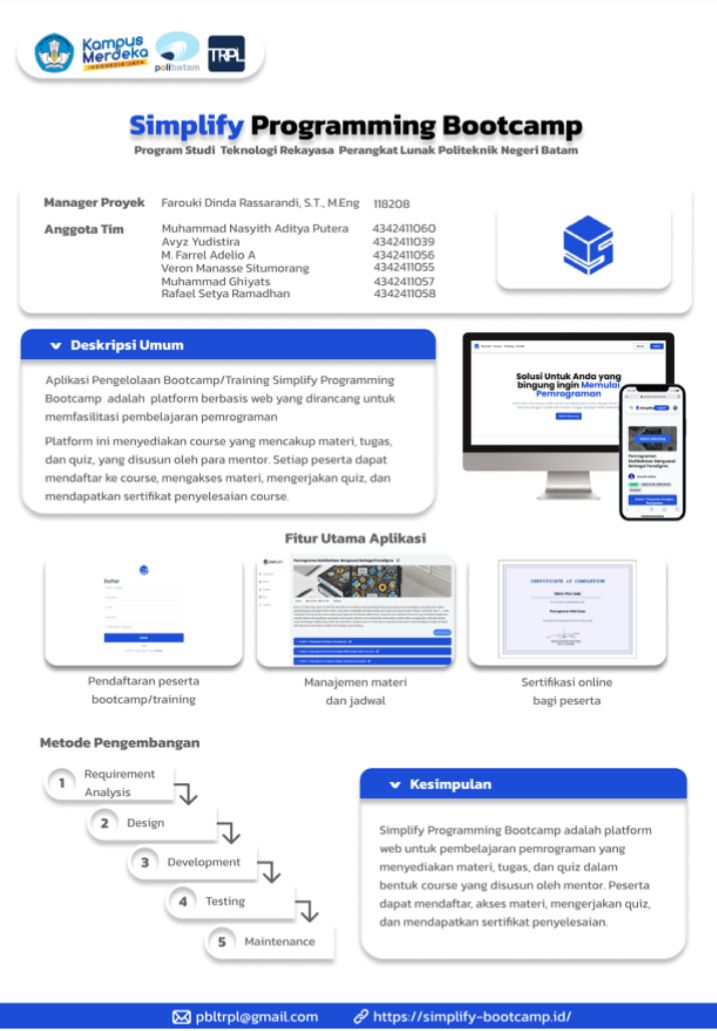 Kampus
Merdeka
INDONESIA JAYA
polibatam
TRPL
Simplify Programming Bootcamp
Program Studi Teknologi Rekayasa Perangkat Lunak Politeknik Negeri Batam
Manager Proyek Farouki Dinda Rassarandi, S.T., M.Eng 118208
Anggota Tim Muhammad Nasyith Aditya Putera 4342411060
Avyz Yudistira 4342411039
M. Farrel Adelio A 4342411056
Veron Manasse Situmorang 4342411055
Muhammad Ghiyats 4342411057
Rafael Setya Ramadhan 4342411058
Deskripsi Umum
Aplikasi Pengelolaan Bootcamp/Training Simplify Programming
Bootcamp adalah platform berbasis web yang dirancang untuk
memfasilitasi pembelajaran pemrograman
Platform ini menyediakan course yang mencakup materi, tugas,
dan quiz, yang disusun oleh para mentor. Setiap peserta dapat
mendaftar ke course, mengakses materi, mengerjakan quiz, dan
mendapatkan sertifikat penyelesaian course.
Solusi Untuk Anda yang
bingung ingin Memulai
Pemrograman
Fitur Utama Aplikasi
Daftar
CERTIFICATE of COMPLETION
Pendaftaran peserta
bootcamp/training
Manajemen materi
dan jadwal
Sertifikasi online
bagi peserta
Metode Pengembangan
1 Requirement
Analysis
2 Design
3 Development
4 Testing
5 Maintenance
Kesimpulan
Simplify Programming Bootcamp adalah platform
web untuk pembelajaran pemrograman yang
menyediakan materi, tugas, dan quiz dalam
bentuk course yang disusun oleh mentor. Peserta
dapat mendaftar, akses materi, mengerjakan quiz,
dan mendapatkan sertifikat penyelesaian.
pbltrpl@gmail.com https://simplify-bootcamp.id/